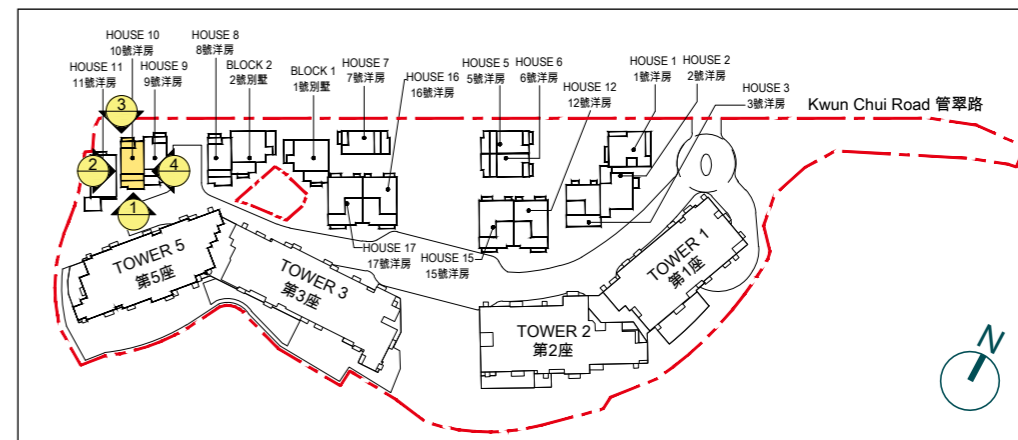 HOUSE 10
10號洋房
HOUSE 11
11號洋房
HOUSE 9
9號洋房
HOUSE 8
8號洋房
BLOCK 2
2號別墅
BLOCK 1
1號別墅
HOUSE 7
7號洋房
HOUSE 16
16號洋房
HOUSE 5
5號洋房
HOUSE 6
6號洋房
HOUSE 12
12號洋房
HOUSE 1
1號洋房
HOUSE 2
2號洋房
HOUSE 3
3號洋房
Kwun Chui Road 管翠路
3
2
4
1
HOUSE 17
17號洋房
HOUSE 15
15號洋房
TOWER 5
第5座
TOWER 3
第3座
TOWER 2
第2座
TOWER 1
第1座
N